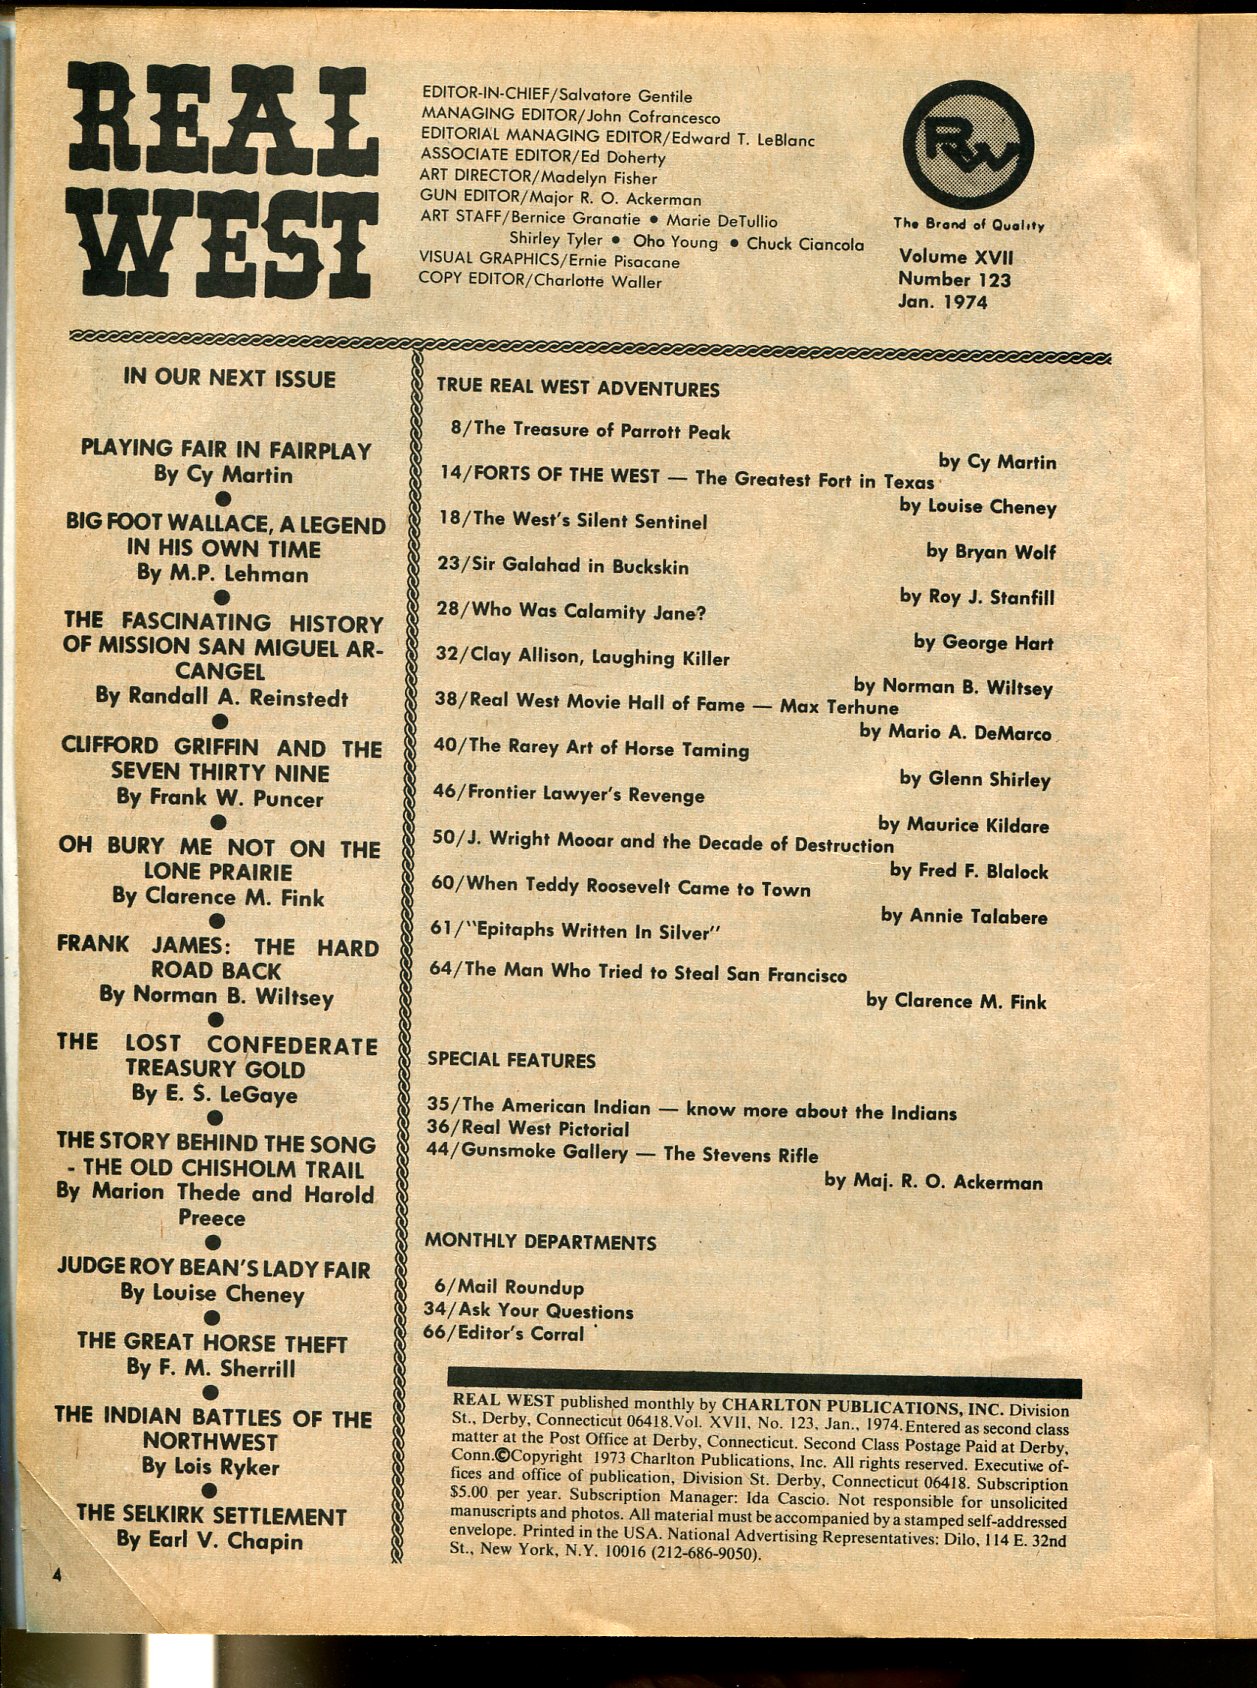 REAL
WEST
EDITOR-IN-CHIEF/Salvatore Gentile
MANAGING EDITOR/John Cofrancesco
EDITORIAL MANAGING EDITOR/Edward T. LeBlanc
ASSOCIATE EDITOR/Ed Doherty
ART DIRECTOR/Madelyn Fisher
GUN EDITOR/Major R. O. Ackerman
ART STAFF/Bernice Granatie ● Marie DeTullio
Shirley Tyler ● Oho Young ● Chuck Ciancola
VISUAL GRAPHICS/Ernie Pisacane
COPY EDITOR/Charlotte Waller
RW
The Brand of Quality
Volume XVII
Number 123
Jan. 1974
IN OUR NEXT ISSUE
PLAYING FAIR IN FAIRPLAY
By Cy Martin
●
BIG FOOT WALLACE, A LEGEND
IN HIS OWN TIME
By M.P. Lehman
●
THE FASCINATING HISTORY
OF MISSION SAN MIGUEL AR-
CANGEL
By Randall A. Reinstedt
●
CLIFFORD GRIFFIN AND THE
SEVEN THIRTY NINE
By Frank W. Puncer
●
OH BURY ME NOT ON THE
LONE PRAIRIE
By Clarence M. Fink
●
FRANK JAMES: THE HARD
ROAD BACK
By Norman B. Wiltsey
●
THE LOST CONFEDERATE
TREASURY GOLD
By E. S. LeGaye
●
THE STORY BEHIND THE SONG
- THE OLD CHISHOLM TRAIL
By Marion Thede and Harold
Preece
●
JUDGE ROY BEAN'S LADY FAIR
By Louise Cheney
●
THE GREAT HORSE THEFT
By F. M. Sherrill
●
THE INDIAN BATTLES OF THE
NORTHWEST
By Lois Ryker
●
THE SELKIRK SETTLEMENT
By Earl V. Chapin
4
TRUE REAL WEST ADVENTURES
8/The Treasure of Parrott Peak
by Cy Martin
14/FORTS OF THE WEST — The Greatest Fort in Texas
by Louise Cheney
18/The West's Silent Sentinel
by Bryan Wolf
23/Sir Galahad in Buckskin
by Roy J. Stanfill
28/Who Was Calamity Jane?
by George Hart
32/Clay Allison, Laughing Killer
by Norman B. Wiltsey
38/Real West Movie Hall of Fame — Max Terhune
by Mario A. DeMarco
40/The Rarey Art of Horse Taming
by Glenn Shirley
46/Frontier Lawyer's Revenge
by Maurice Kildare
50/J. Wright Mooar and the Decade of Destruction
by Fred F. Blalock
60/When Teddy Roosevelt Came to Town
by Annie Talabere
61/"Epitaphs Written In Silver"
64/The Man Who Tried to Steal San Francisco
by Clarence M. Fink
SPECIAL FEATURES
35/The American Indian — know more about the Indians
36/Real West Pictorial
44/Gunsmoke Gallery — The Stevens Rifle
by Maj. R. O. Ackerman
MONTHLY DEPARTMENTS
6/Mail Roundup
34/Ask Your Questions
66/Editor's Corral
REAL WEST published monthly by CHARLTON PUBLICATIONS, INC. Division
St., Derby, Connecticut 06418.Vol. XVII, No. 123, Jan., 1974.Entered as second class
matter at the Post Office at Derby, Connecticut. Second Class Postage Paid at Derby,
Conn.©Copyright 1973 Charlton Publications, Inc. All rights reserved. Executive of-
fices and office of publication, Division St. Derby, Connecticut 06418. Subscription
$5.00 per year. Subscription Manager: Ida Cascio. Not responsible for unsolicited
manuscripts and photos. All material must be accompanied by a stamped self-addressed
envelope. Printed in the USA. National Advertising Representatives: Dilo, 114 E. 32nd
St., New York, N.Y. 10016 (212-686-9050).